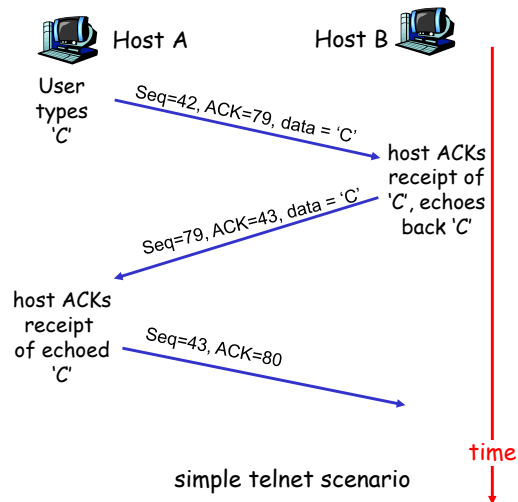 Host A
Host B
User
types
‘C’
Seq=42, ACK=79, data = ‘C’
host ACKs
receipt of
‘C’, echoes
back ‘C’
Seq=79, ACK=43, data = ‘C’
host ACKs
receipt
of echoed
‘C’
Seq=43, ACK=80
time
simple telnet scenario